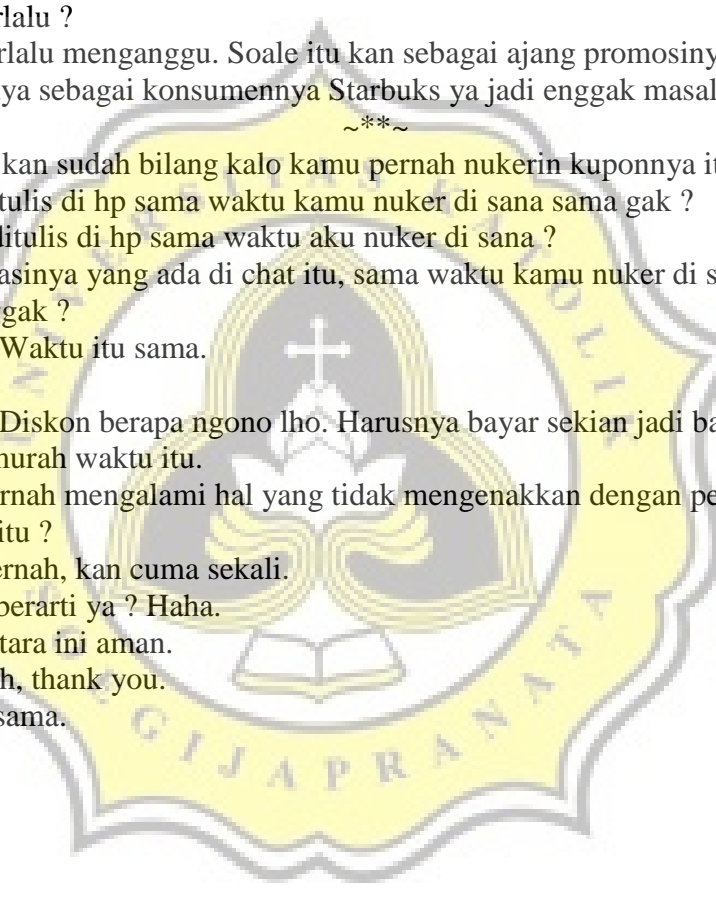 rlalu ?
rlalu menganggu. Soale itu kan sebagai ajang promosiny
ya sebagai konsumennya Starbuks ya jadi enggak masal
~**~
kan sudah bilang kalo kamu pernah nukerin kuponnya it
tulis di hp sama waktu kamu nuker di sana sama gak ?
ditulis di hp sama waktu aku nuker di sana ?
asinya yang ada di chat itu, sama waktu kamu nuker di s
gak ?
Waktu itu sama.
Diskon berapa ngono lho. Harusnya bayar sekian jadi ba
nurah waktu itu.
rnah mengalami hal yang tidak mengenakkan dengan pe
itu ?
ernah, kan cuma sekali.
berarti ya ? Haha.
tara ini aman.
h, thank you.
sama.
UNIVERSITAS KATOLIK
SOEGIJAPRANATA